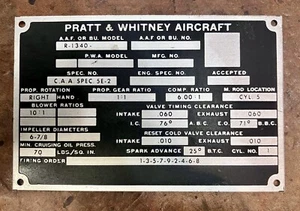 PRATT & WHITNEY AIRCRAFT
A.A.F. OR BU. MODEL A.A.F. OR BU. NO.
R-1340-
P.W.A. MODEL MFG. NO.
SPEC. NO. ENG. SPEC. NO. ACCEPTED
C.A.A SPEC. 5E-2
PROP. ROTATION PROP. GEAR RATIO COMP. RATIO M. ROD LOCATION
RIGHT HAND 1:1 6.00:1 CYL. 5
BLOWER RATIOS VALVE TIMING CLEARANCE
10:1 INTAKE .060 EXHAUST .060
I.C. 76° A.B.C. E.O. 71° B.B.C.
IMPELLER DIAMETERS RESET COLD VALVE CLEARANCE
6-7/8 INTAKE .010 EXHAUST .010
MIN. CRUISING OIL PRESS.
70 LBS./SQ. IN. SPARK ADVANCE 25° B.T.C. CYL. NO. 1
FIRING ORDER 1-3-5-7-9-2-4-6-8